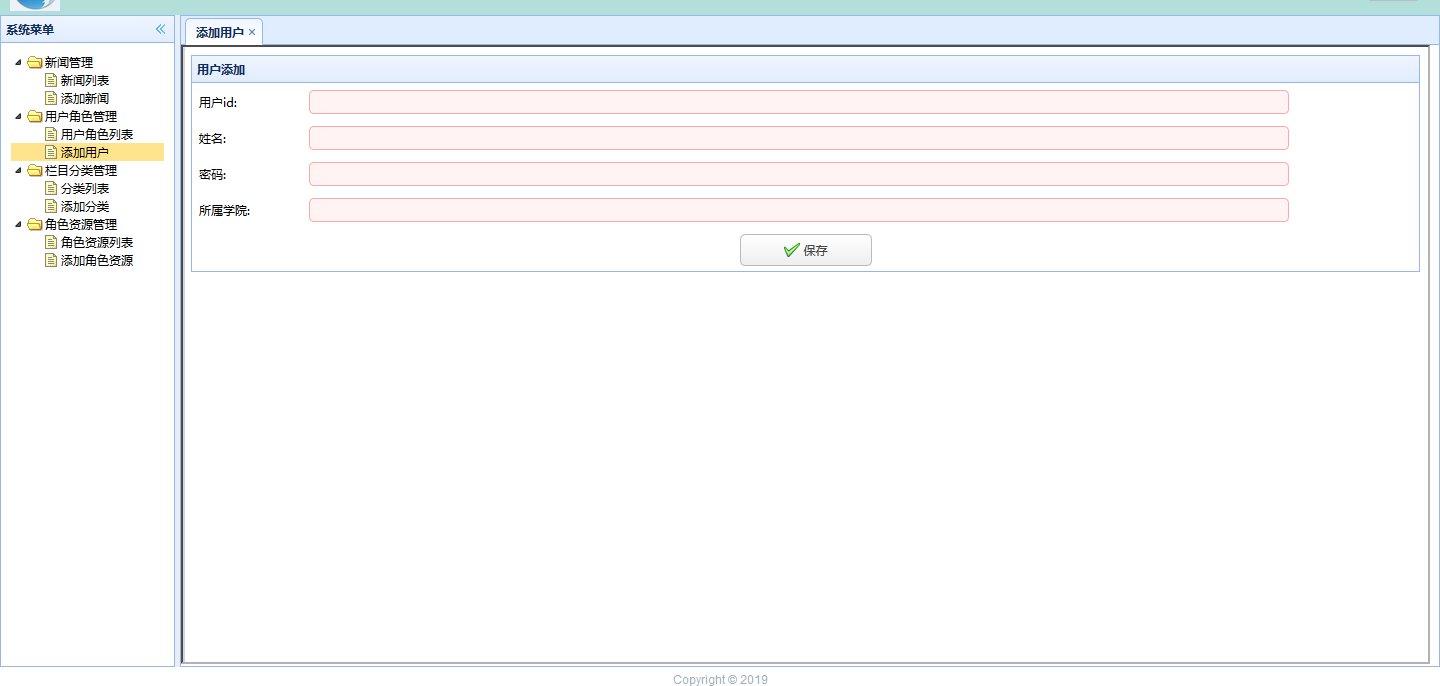 系统菜单
新闻管理
新闻列表
添加新闻
用户角色管理
用户角色列表
添加用户
栏目分类管理
分类列表
添加分类
角色资源管理
角色资源列表
添加角色资源
添加用户
用户添加
用户id:
姓名:
密码:
所属学院:
保存
Copyright © 2019